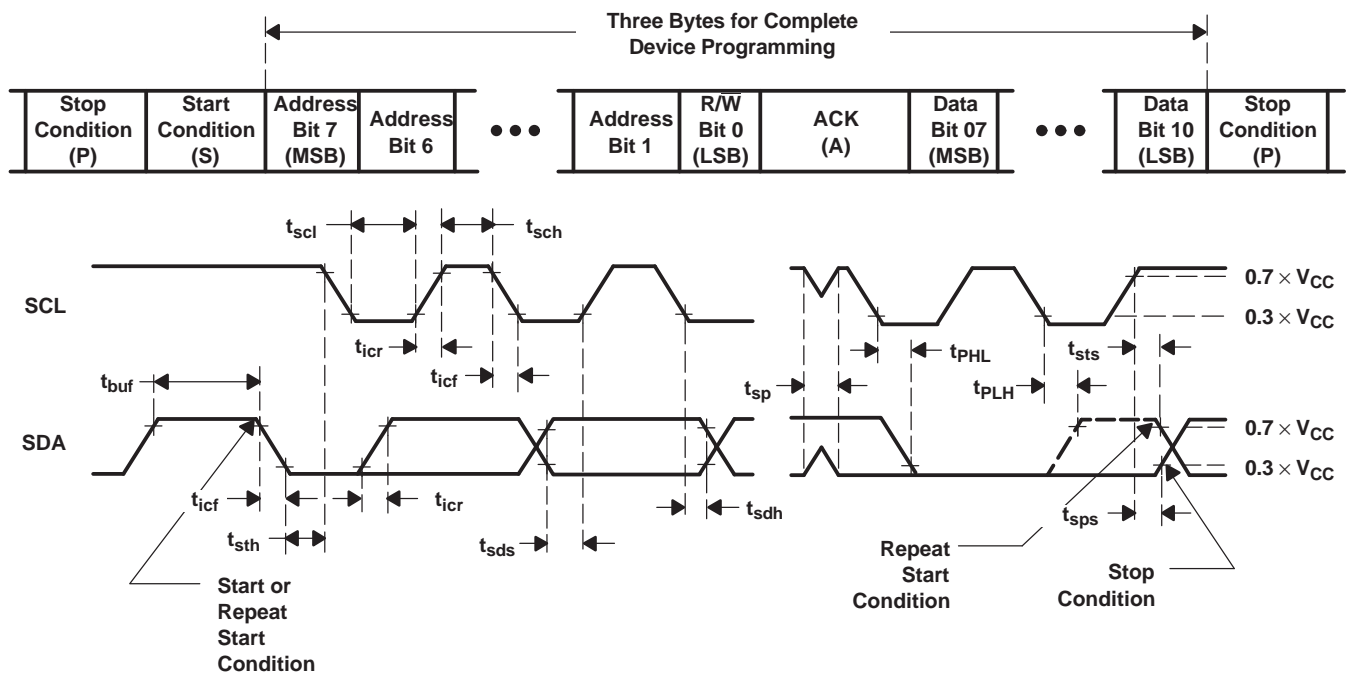 Three Bytes for Complete
Device Programming
Stop
Condition
(P)
Start
Condition
(S)
Address
Bit 7
(MSB)
Address
Bit 6
•••
Address
Bit 1
R/W̅
Bit 0
(LSB)
ACK
(A)
Data
Bit 07
(MSB)
•••
Data
Bit 10
(LSB)
Stop
Condition
(P)
tscl
tsch
SCL
0.7 × VCC
0.3 × VCC
ticr
ticf
tbuf
tPHL
tsts
tsp
tPLH
SDA
0.7 × VCC
0.3 × VCC
ticf
ticr
tsth
tsds
tsdh
tsps
Start or
Repeat
Start
Condition
Repeat
Start
Condition
Stop
Condition